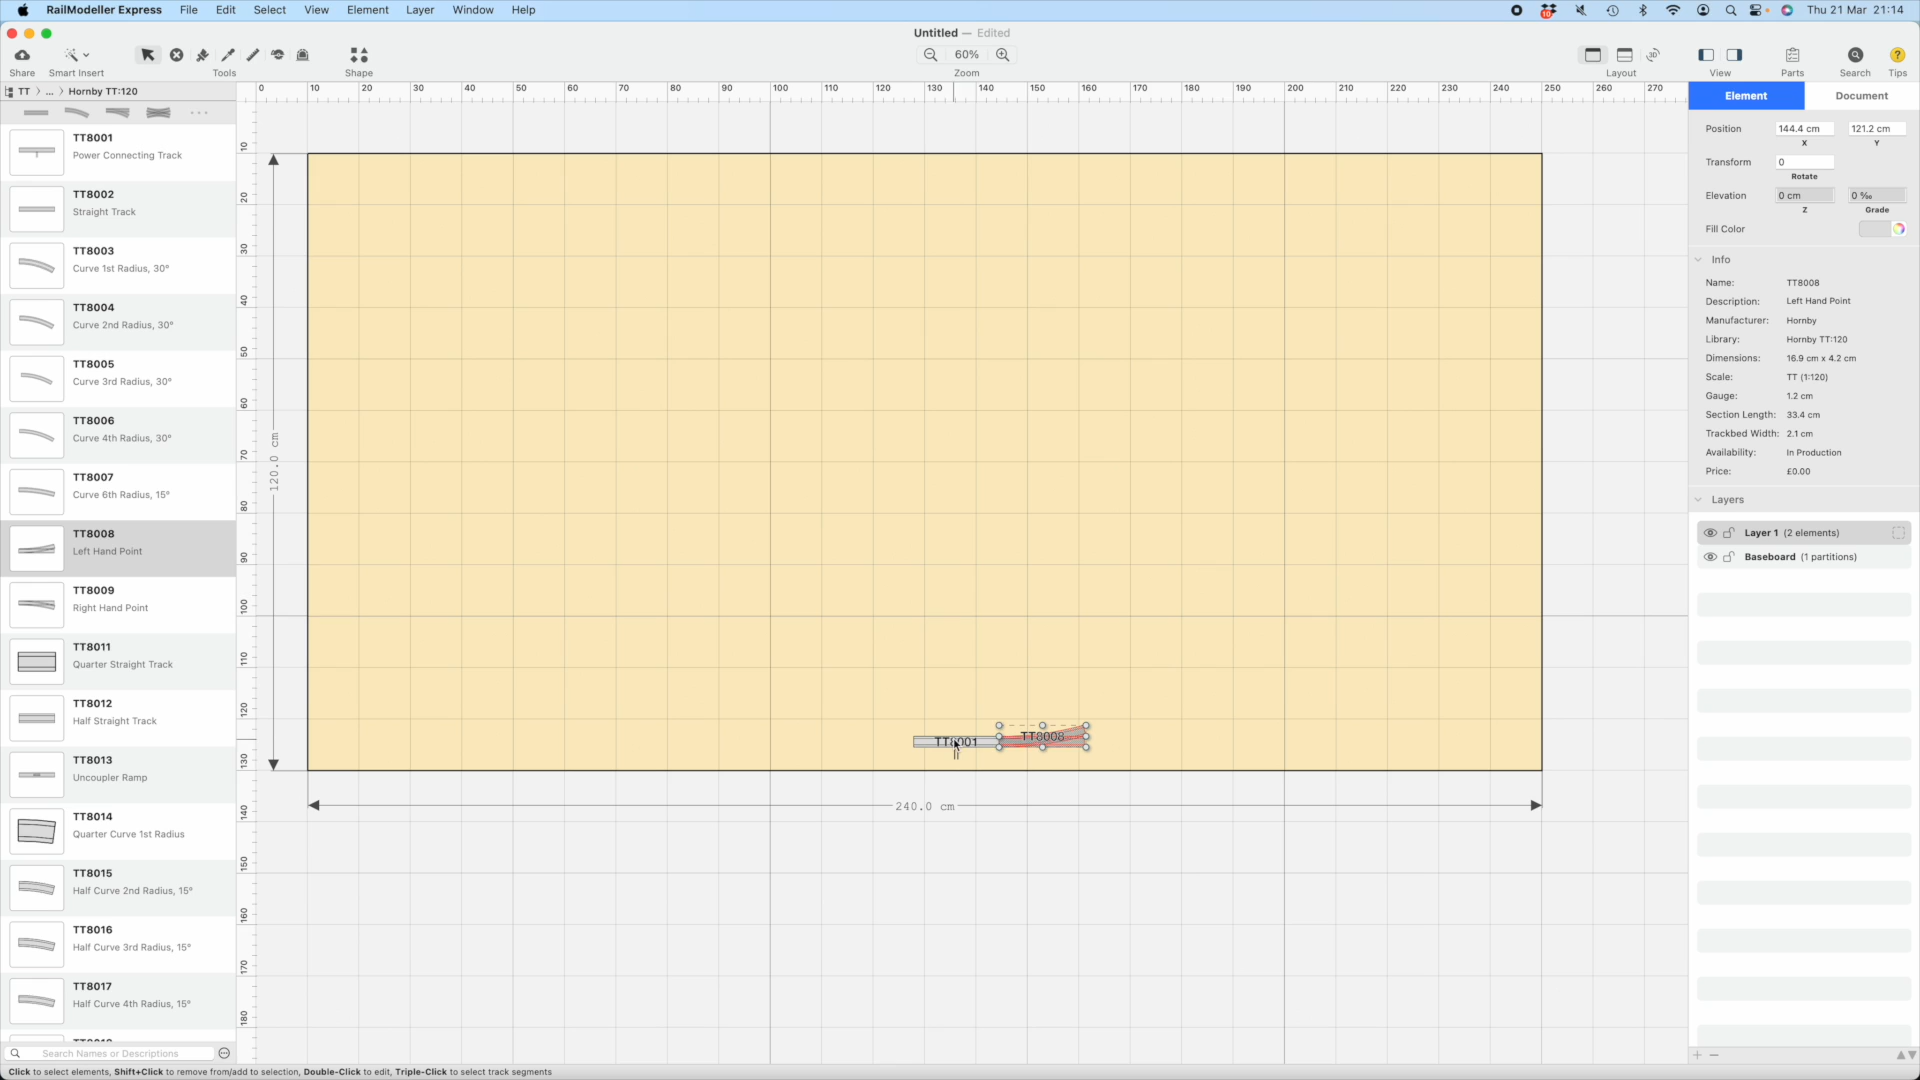 RailModeller Express File Edit Select View Element Layer Window Help
10
Thu 21 Mar 21:14
Untitled — Edited
60%
Share Smart Insert Tools Shape Zoom Layout View Parts Search Tips
TT > ... > Hornby TT:120
0 10 20 30 40 50 60 70 80 90 100 110 120 130 140 150 160 170 180 190 200 210 220 230 240 250 260 270
Element Document
TT8001
Power Connecting Track
TT8002
Straight Track
TT8003
Curve 1st Radius, 30°
TT8004
Curve 2nd Radius, 30°
TT8005
Curve 3rd Radius, 30°
TT8006
Curve 4th Radius, 30°
TT8007
Curve 6th Radius, 15°
TT8008
Left Hand Point
TT8009
Right Hand Point
TT8011
Quarter Straight Track
TT8012
Half Straight Track
TT8013
Uncoupler Ramp
TT8014
Quarter Curve 1st Radius
TT8015
Half Curve 2nd Radius, 15°
TT8016
Half Curve 3rd Radius, 15°
TT8017
Half Curve 4th Radius, 15°
Search Names or Descriptions
10
20
30
40
50
60
70
80
90
100
110
120
130
140
150
160
170
180
120.0 cm
TT8001
TT8008
240.0 cm
Position 144.4 cm 121.2 cm
X Y
Transform 0
Rotate
Elevation 0 cm 0 ‰
Z Grade
Fill Color
Info
Name: TT8008
Description: Left Hand Point
Manufacturer: Hornby
Library: Hornby TT:120
Dimensions: 16.9 cm x 4.2 cm
Scale: TT (1:120)
Gauge: 1.2 cm
Section Length: 33.4 cm
Trackbed Width: 2.1 cm
Availability: In Production
Price: £0.00
Layers
Layer 1 (2 elements)
Baseboard (1 partitions)
Click to select elements, Shift+Click to remove from/add to selection, Double-Click to edit, Triple-Click to select track segments